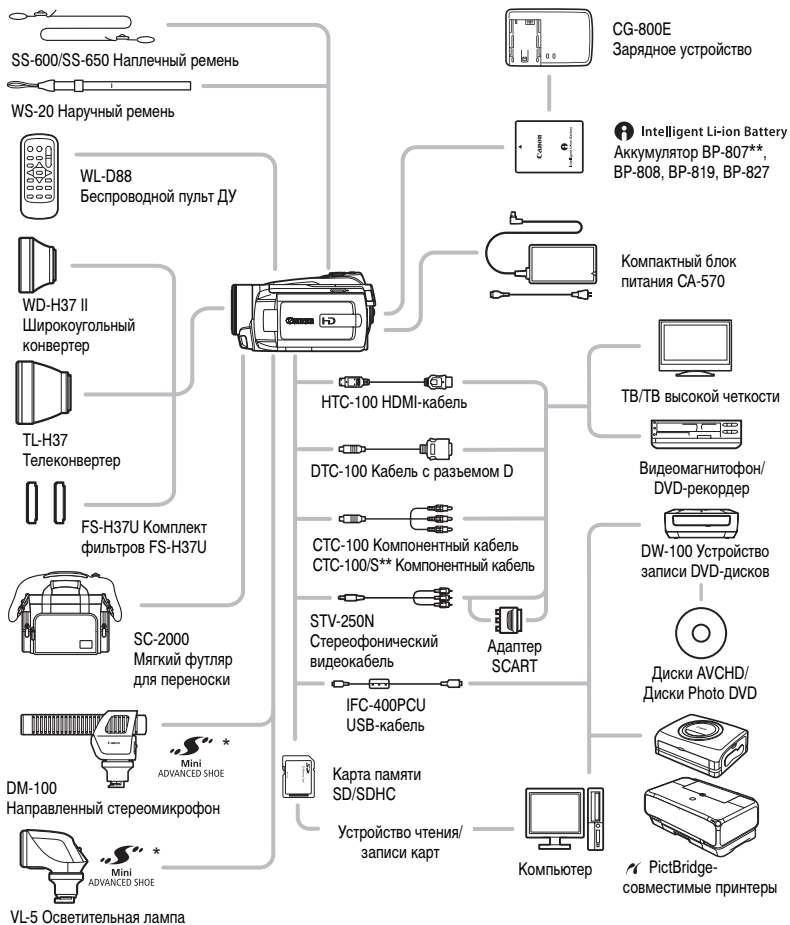 SS-600/SS-650 Наплечный ремень
WS-20 Наручный ремень
WL-D88
Беспроводной пульт ДУ
WD-H37 II
Широкоугольный
конвертер
TL-H37
Телеконвертер
FS-H37U Комплект
фильтров FS-H37U
SC-2000
Мягкий футляр
для переноски
DM-100
Направленный стереомикрофон
Mini
ADVANCED SHOE
*
VL-5 Осветительная лампа
Mini
ADVANCED SHOE
*
Canon HD
CG-800E
Зарядное устройство
Canon
Intelligent Li-ion Battery
Аккумулятор BP-807**,
BP-808, BP-819, BP-827
Компактный блок
питания CA-570
HTC-100 HDMI-кабель
DTC-100 Кабель с разъемом D
CTC-100 Компонентный кабель
CTC-100/S** Компонентный кабель
STV-250N
Стереофонический
видеокабель
Адаптер
SCART
IFC-400PCU
USB-кабель
Карта памяти
SD/SDHC
Устройство чтения/
записи карт
Компьютер
ТВ/ТВ высокой четкости
Видеомагнитофон/
DVD-рекордер
DW-100 Устройство
записи DVD-дисков
Диски AVCHD/
Диски Photo DVD
PictBridge-
совместимые принтеры